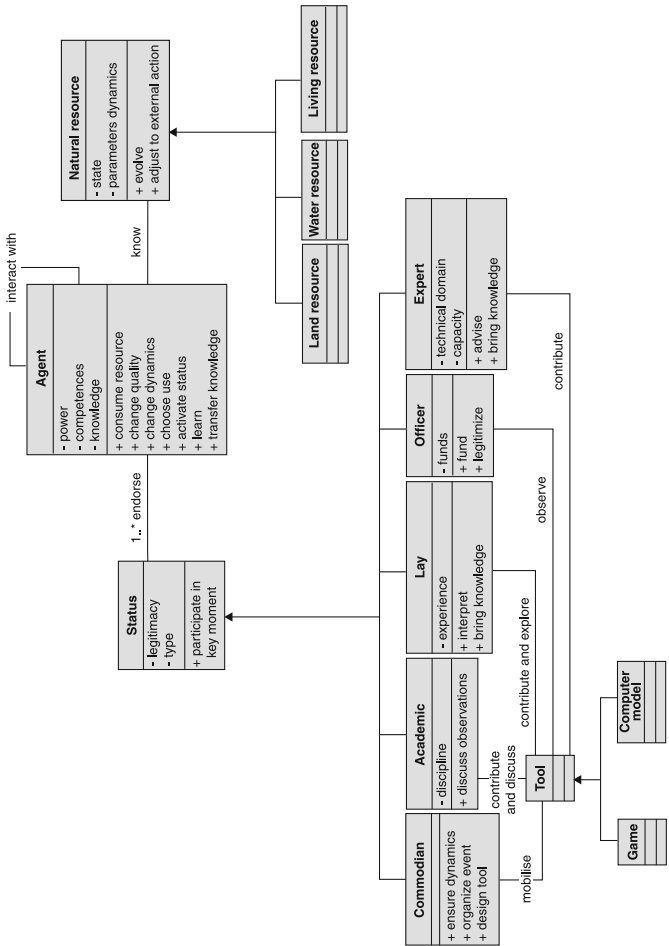 interact with
Agent
- power
- competences
- knowledge
+ consume resource
+ change quality
+ change dynamics
+ choose use
+ activate status
+ learn
+ transfer knowledge
know
Natural resource
- state
- parameters dynamics
+ evolve
+ adjust to external action
Land resource
Water resource
Living resource
1..* endorse
Status
- legitimacy
- type
+ participate in
key moment
Commodian
+ ensure dynamics
+ organize event
+ design tool
Academic
- discipline
+ discuss observations
Lay
- experience
+ interpret
+ bring knowledge
Officer
- funds
+ fund
+ legitimize
Expert
- technical domain
- capacity
+ advise
+ bring knowledge
mobilise
contribute
and discuss
contribute and explore
observe
contribute
Tool
Game
Computer
model